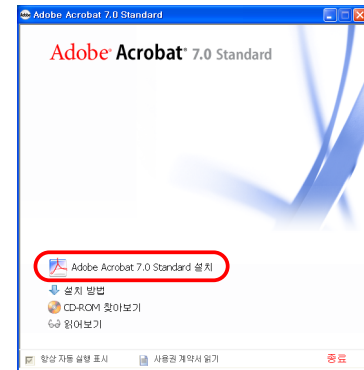 Adobe Acrobat 7.0 Standard
Adobe Acrobat 7.0 Standard
Adobe Acrobat 7.0 Standard 설치
설치 방법
CD-ROM 찾아보기
읽어보기
항상 자동 실행 표시 사용권 계약서 읽기 종료